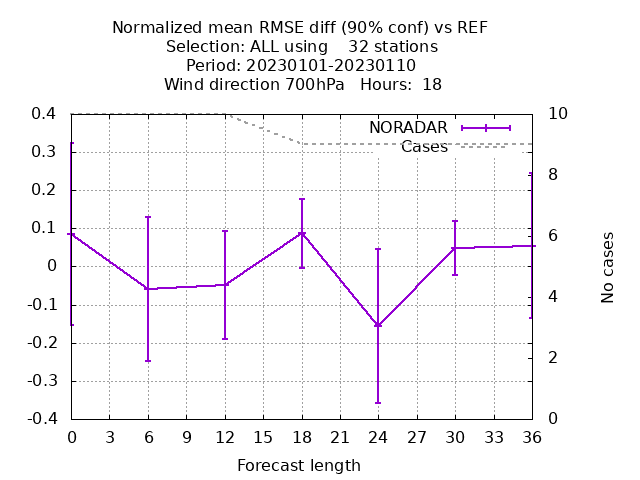 Normalized mean RMSE diff (90% conf) vs REF
Selection: ALL using    32 stations
Period: 20230101-20230110
Wind direction 700hPa   Hours:  18
0.4
0.3
0.2
0.1
0
-0.1
-0.2
-0.3
-0.4
NORADAR
Cases
10
8
6
4
2
0
No cases
0 3 6 9 12 15 18 21 24 27 30 33 36
Forecast length